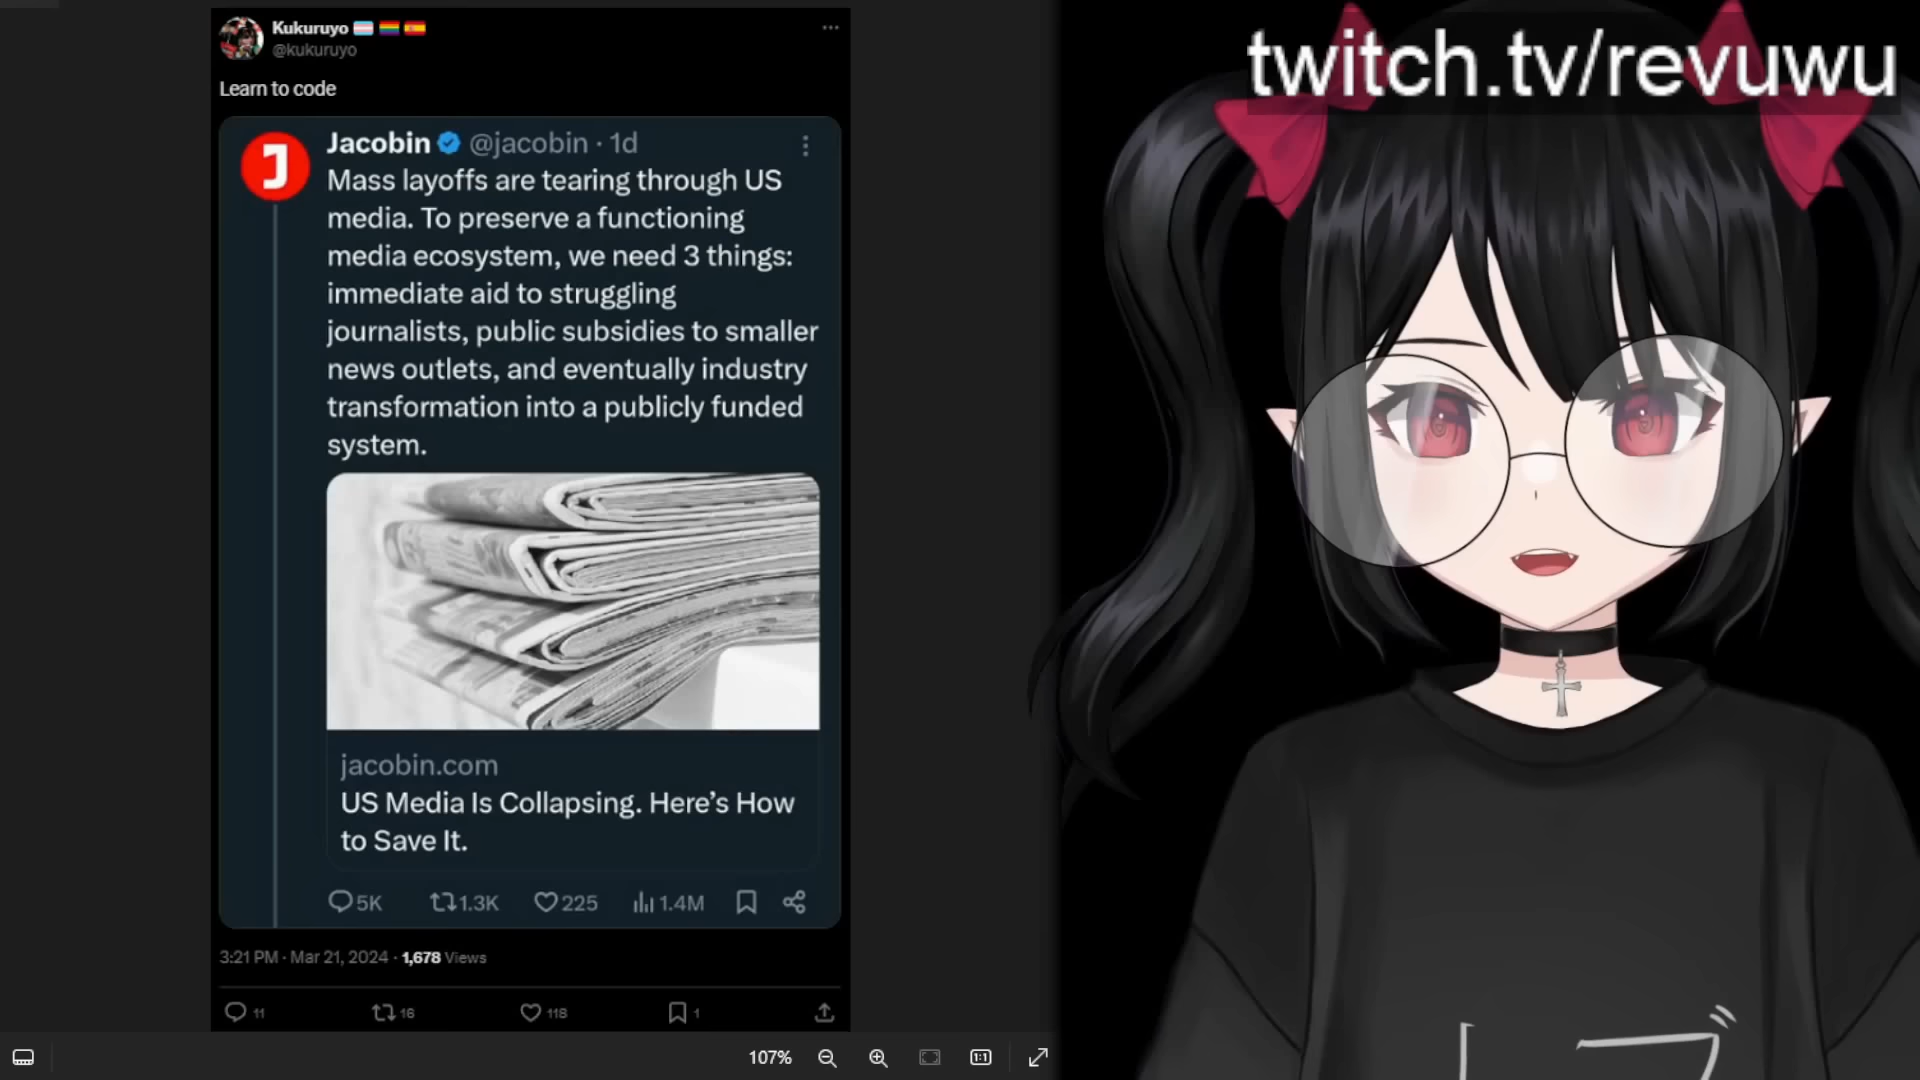 Kukuruyo
@kukuruyo
Learn to code
Jacobin @jacobin · 1d
Mass layoffs are tearing through US
media. To preserve a functioning
media ecosystem, we need 3 things:
immediate aid to struggling
journalists, public subsidies to smaller
news outlets, and eventually industry
transformation into a publicly funded
system.
jacobin.com
US Media Is Collapsing. Here’s How
to Save It.
5K 1.3K 225 1.4M
3:21 PM · Mar 21, 2024 · 1,678 Views
11 16 118 1
107% 1:1
twitch.tv/revuwu